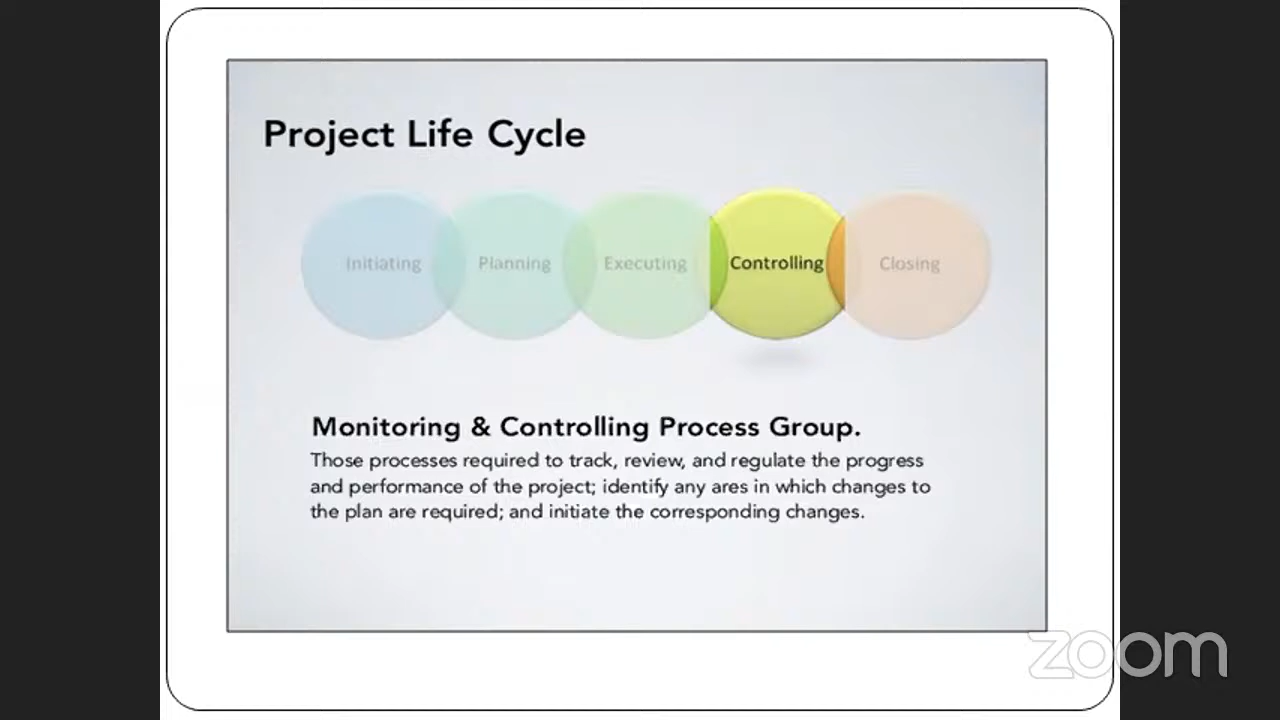 Project Life Cycle
Initiating Planning Executing Controlling Closing
Monitoring & Controlling Process Group.
Those processes required to track, review, and regulate the progress
and performance of the project; identify any ares in which changes to
the plan are required; and initiate the corresponding changes.
zoom